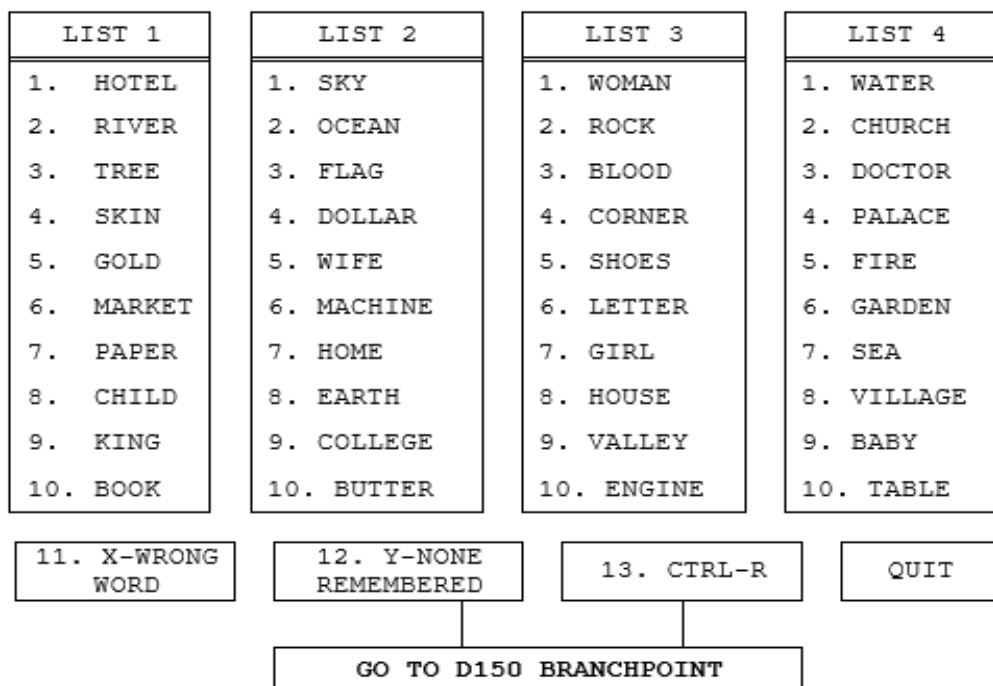 LIST 1
1. HOTEL
2. RIVER
3. TREE
4. SKIN
5. GOLD
6. MARKET
7. PAPER
8. CHILD
9. KING
10. BOOK
LIST 2
1. SKY
2. OCEAN
3. FLAG
4. DOLLAR
5. WIFE
6. MACHINE
7. HOME
8. EARTH
9. COLLEGE
10. BUTTER
LIST 3
1. WOMAN
2. ROCK
3. BLOOD
4. CORNER
5. SHOES
6. LETTER
7. GIRL
8. HOUSE
9. VALLEY
10. ENGINE
LIST 4
1. WATER
2. CHURCH
3. DOCTOR
4. PALACE
5. FIRE
6. GARDEN
7. SEA
8. VILLAGE
9. BABY
10. TABLE
11. X-WRONG
WORD
12. Y-NONE
REMEMBERED
13. CTRL-R
QUIT
GO TO D150 BRANCHPOINT